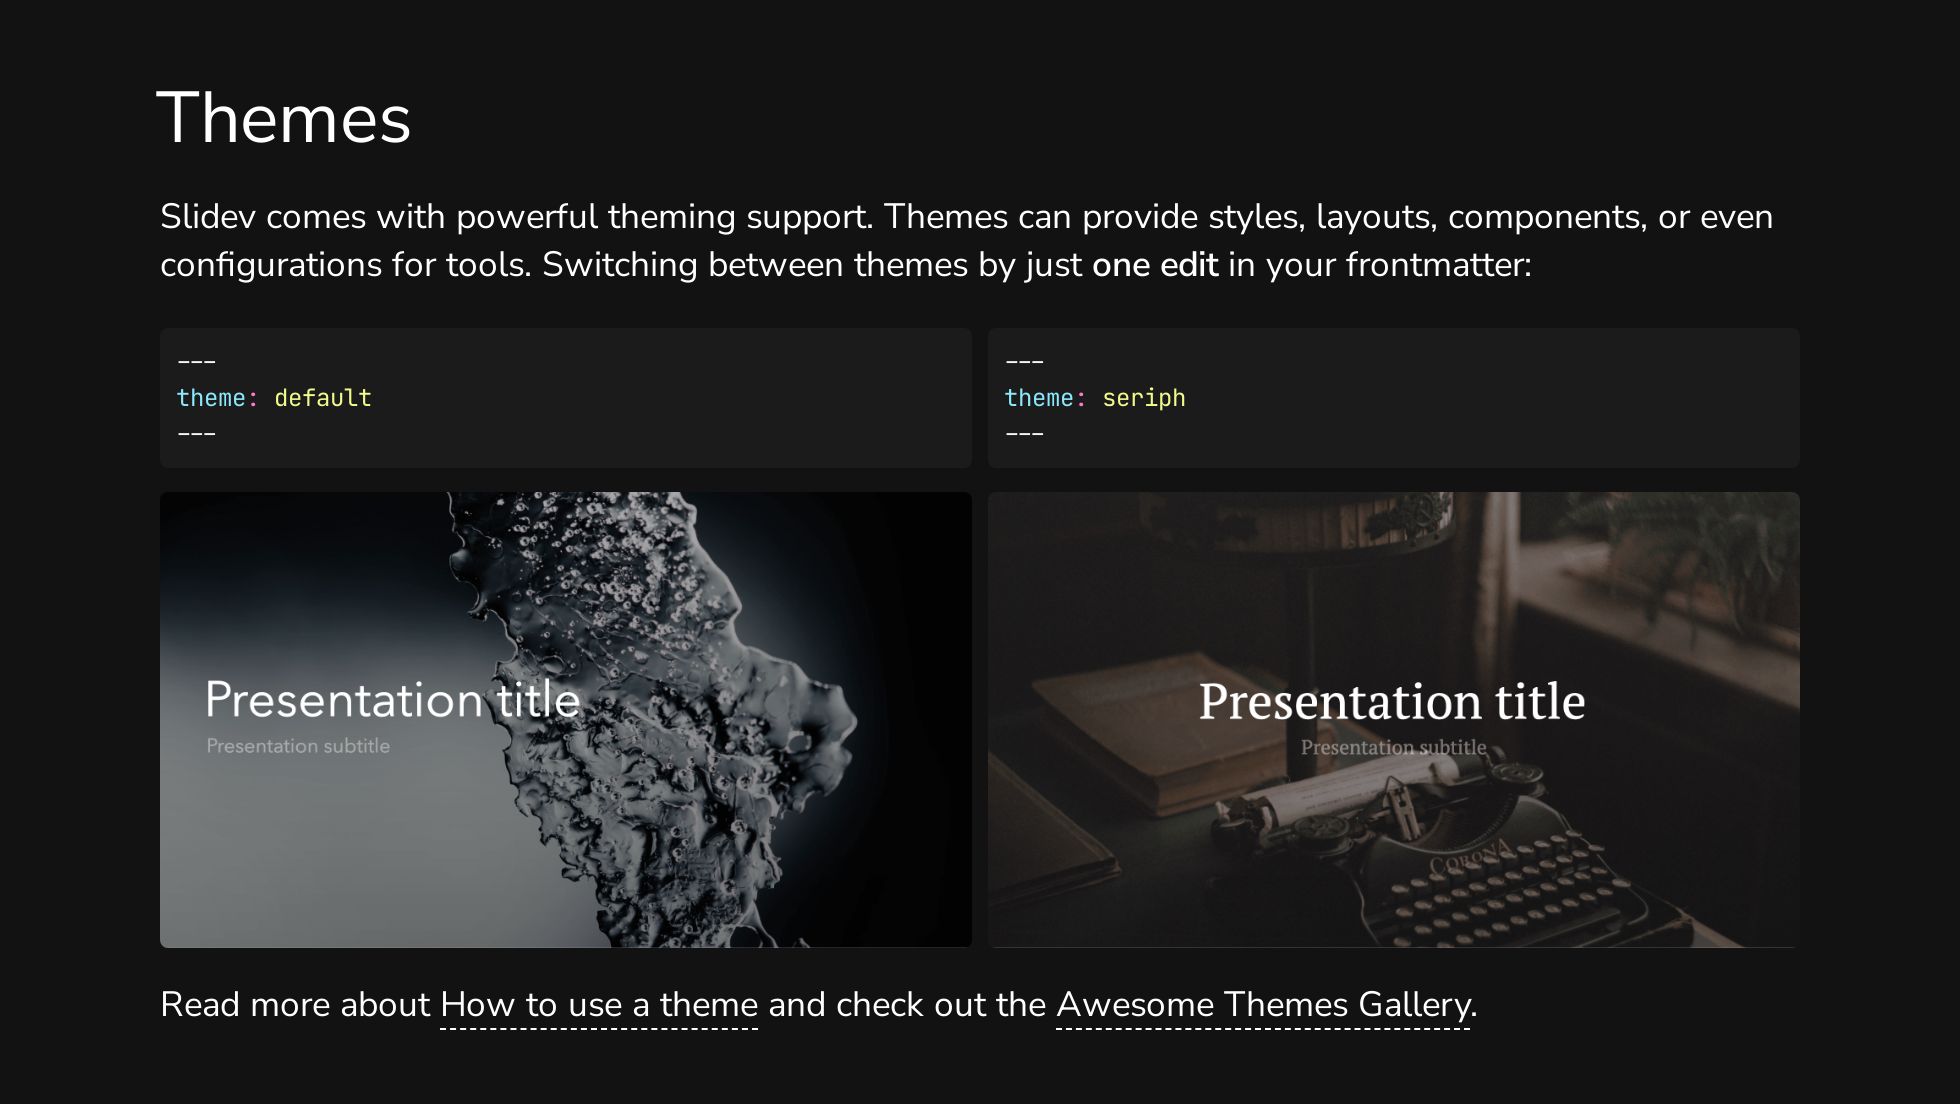 Themes
Slidev comes with powerful theming support. Themes can provide styles, layouts, components, or even
configurations for tools. Switching between themes by just one edit in your frontmatter:
---
theme: default
---
---
theme: seriph
---
Presentation title
Presentation subtitle
Presentation title
Presentation subtitle
CORONA
Read more about How to use a theme and check out the Awesome Themes Gallery.